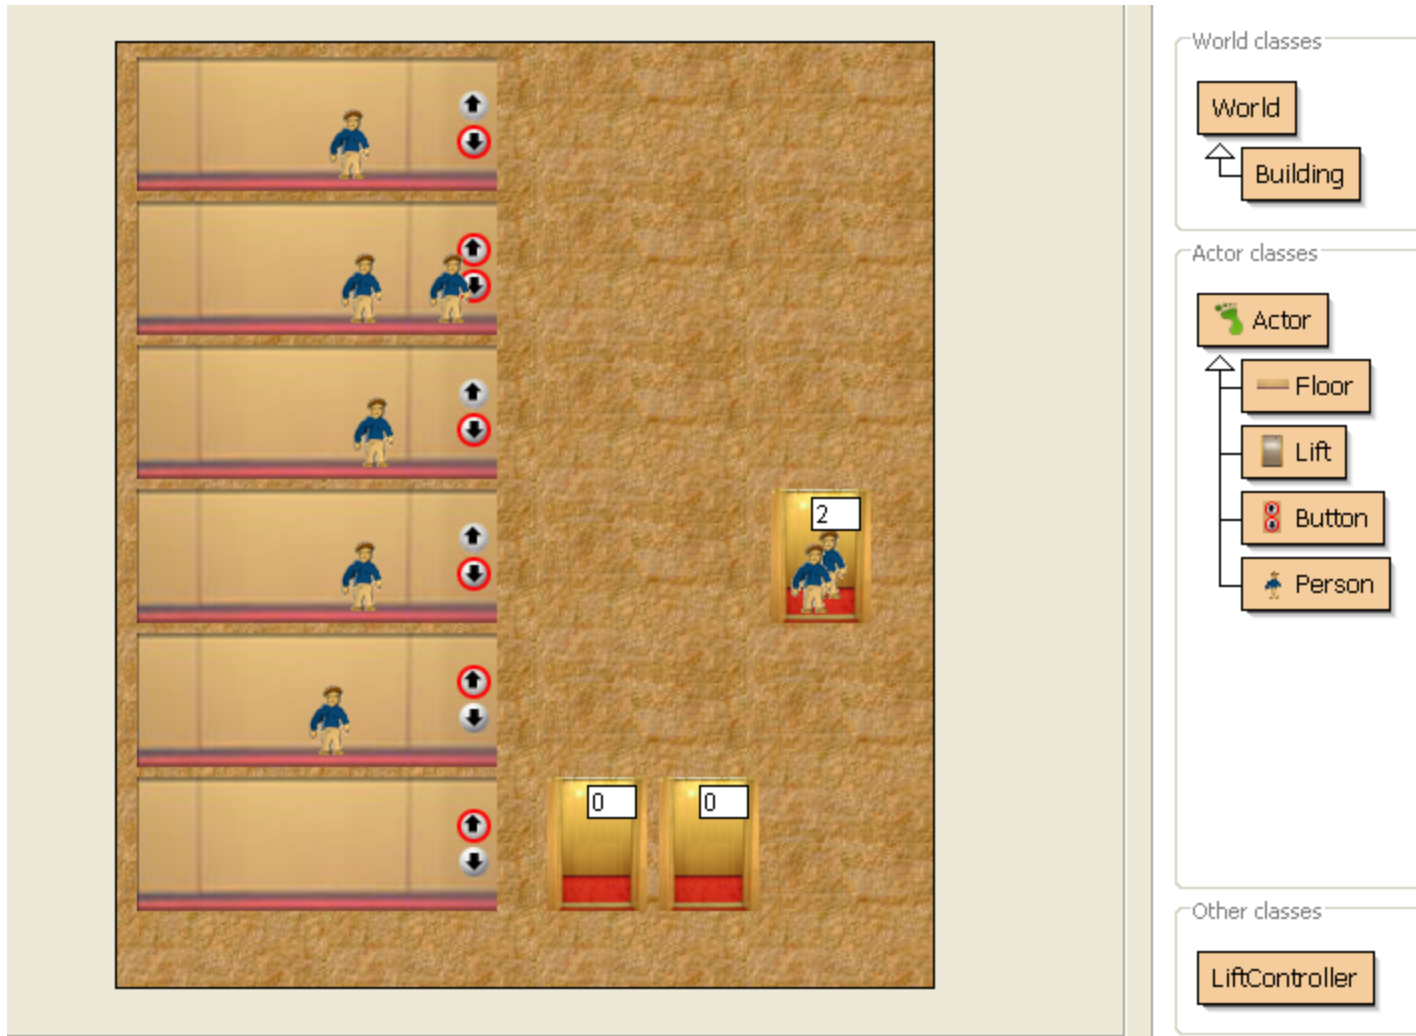 2
0
0
World classes
World
Building
Actor classes
Actor
Floor
Lift
Button
Person
Other classes
LiftController